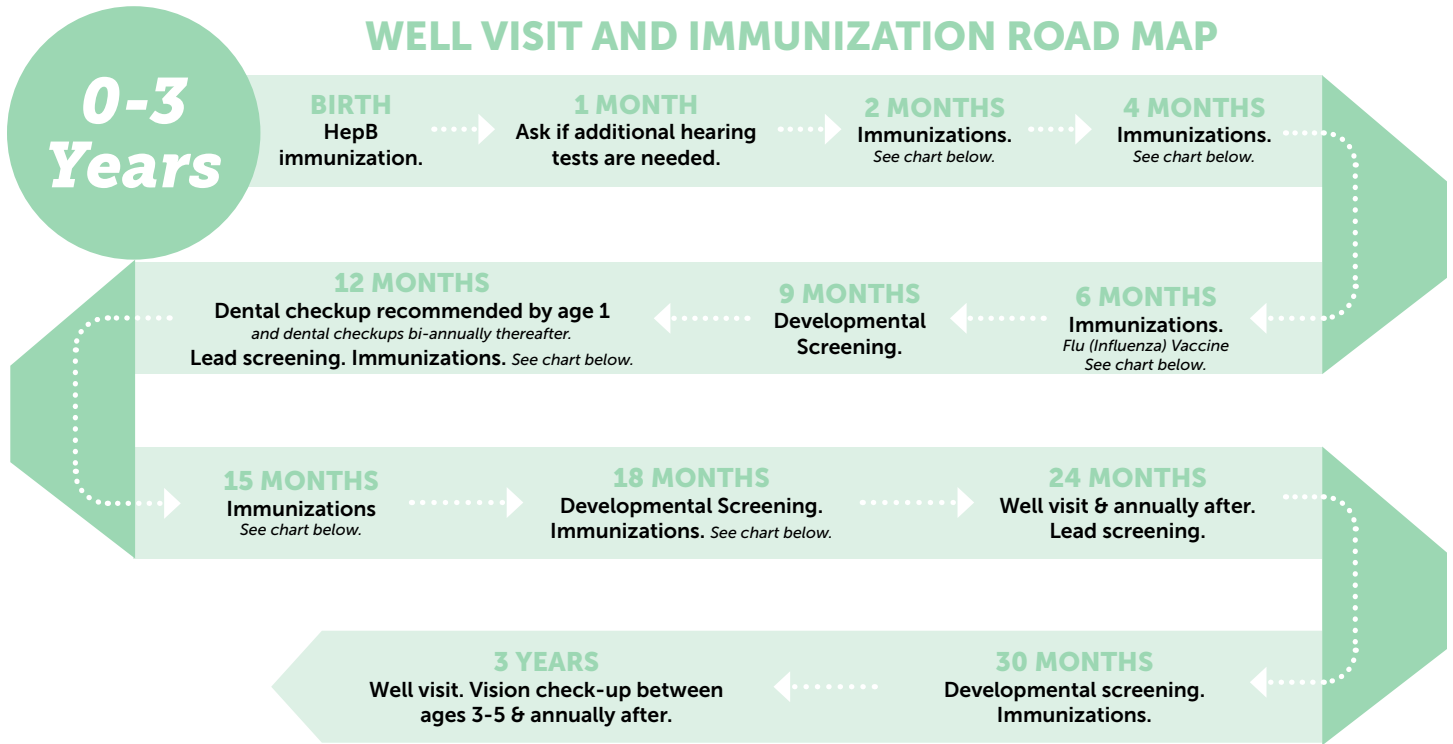 WELL VISIT AND IMMUNIZATION ROAD MAP
0-3
Years
BIRTH
HepB
immunization.
1 MONTH
Ask if additional hearing
tests are needed.
2 MONTHS
Immunizations.
See chart below.
4 MONTHS
Immunizations.
See chart below.
6 MONTHS
Immunizations.
Flu (Influenza) Vaccine
See chart below.
9 MONTHS
Developmental
Screening.
12 MONTHS
Dental checkup recommended by age 1
and dental checkups bi-annually thereafter.
Lead screening. Immunizations. See chart below.
15 MONTHS
Immunizations
See chart below.
18 MONTHS
Developmental Screening.
Immunizations. See chart below.
24 MONTHS
Well visit & annually after.
Lead screening.
30 MONTHS
Developmental screening.
Immunizations.
3 YEARS
Well visit. Vision check-up between
ages 3-5 & annually after.